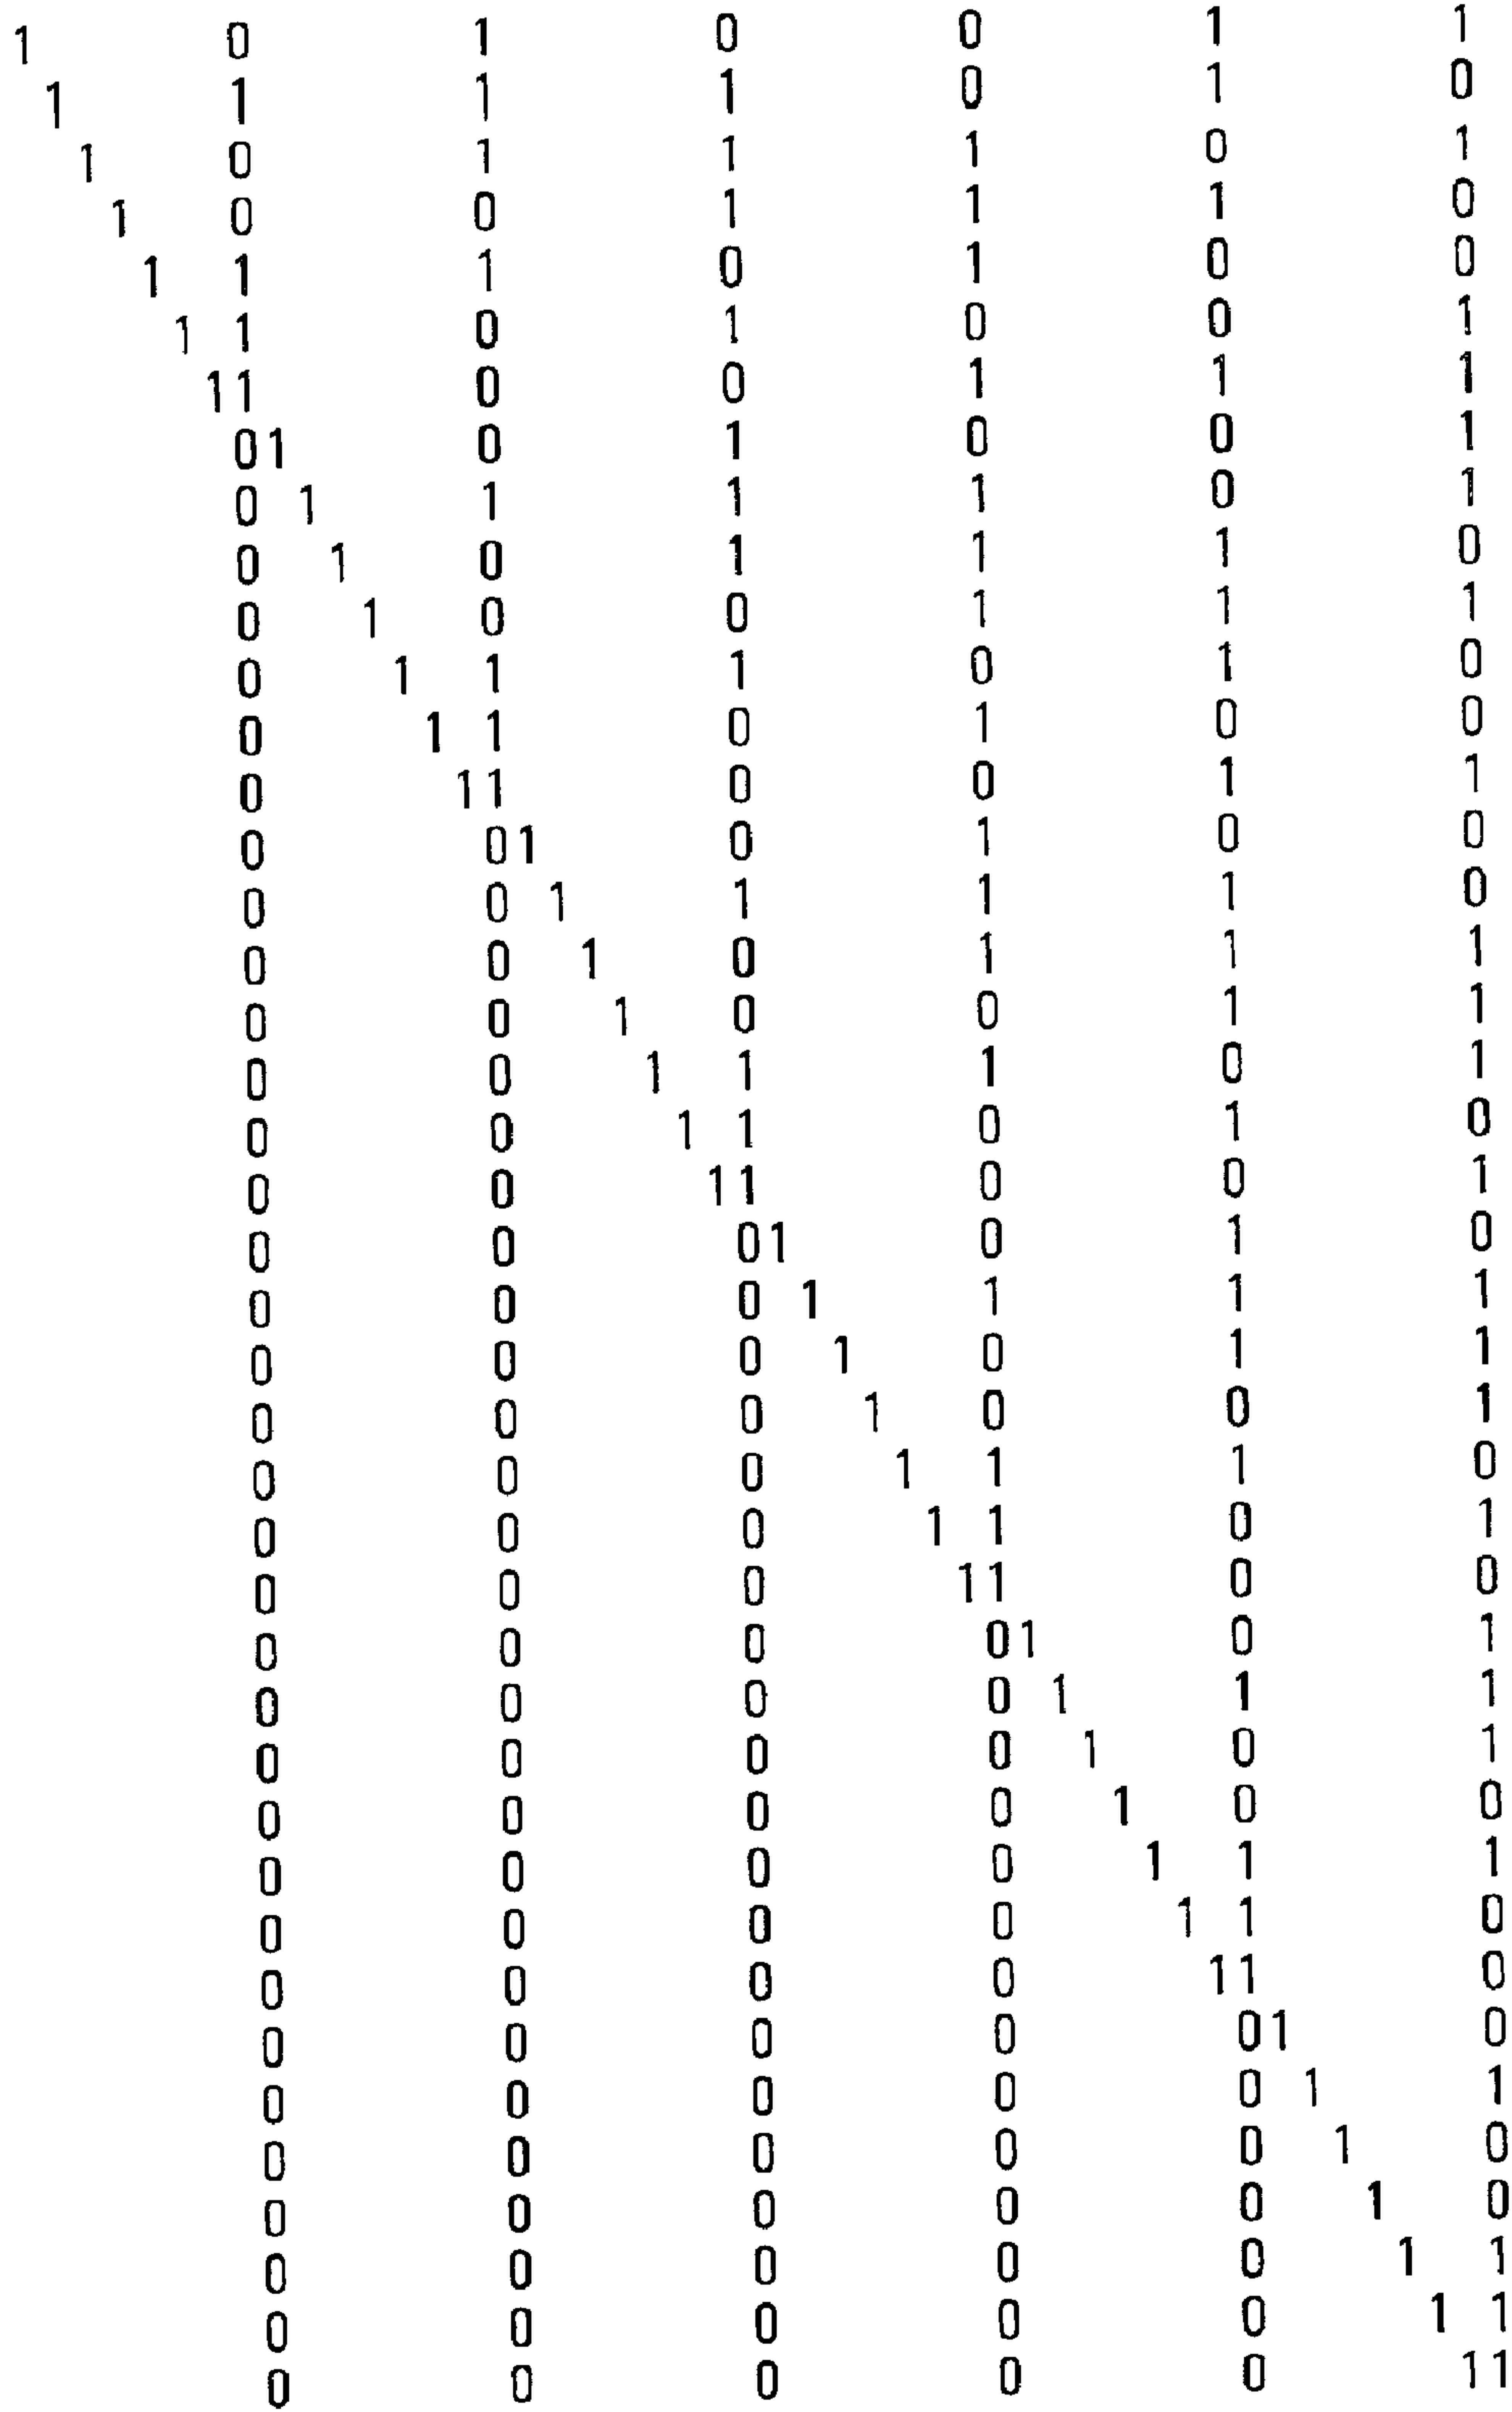 1 0 1 0 0 1 1
1 1 1 1 0 1 0
1 0 1 1 1 0 1
1 0 0 1 1 1 0
1 1 1 0 1 0 0
1 1 0 1 0 0 1
11 0 0 1 1 1
01 0 1 0 0 1
0 1 1 1 1 0 1
0 1 0 1 1 1 0
0 1 0 0 1 1 1
0 1 1 1 0 1 0
0 1 1 0 1 0 0
0 11 0 0 1 1
0 01 0 1 0 0
0 0 1 1 1 1 0
0 0 1 0 1 1 1
0 0 1 0 0 1 1
0 0 1 1 1 0 1
0 0 1 1 0 1 0
0 0 11 0 0 1
0 0 01 0 1 0
0 0 0 1 1 1 1
0 0 0 1 0 1 1
0 0 0 1 0 0 1
0 0 0 1 1 1 0
0 0 0 1 1 0 1
0 0 0 11 0 0
0 0 0 01 0 1
0 0 0 0 1 1 1
0 0 0 0 1 0 1
0 0 0 0 1 0 0
0 0 0 0 1 1 1
0 0 0 0 1 1 0
0 0 0 0 11 0
0 0 0 0 01 0
0 0 0 0 0 1 1
0 0 0 0 0 1 0
0 0 0 0 0 1 0
0 0 0 0 0 1 1
0 0 0 0 0 1 1
0 0 0 0 0 11